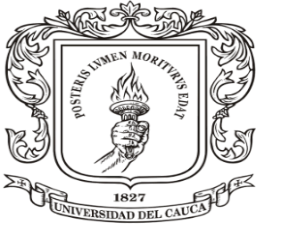 POSTERIS LVMEN MORITVRVS EDAT
1827
UNIVERSIDAD DEL CAUCA